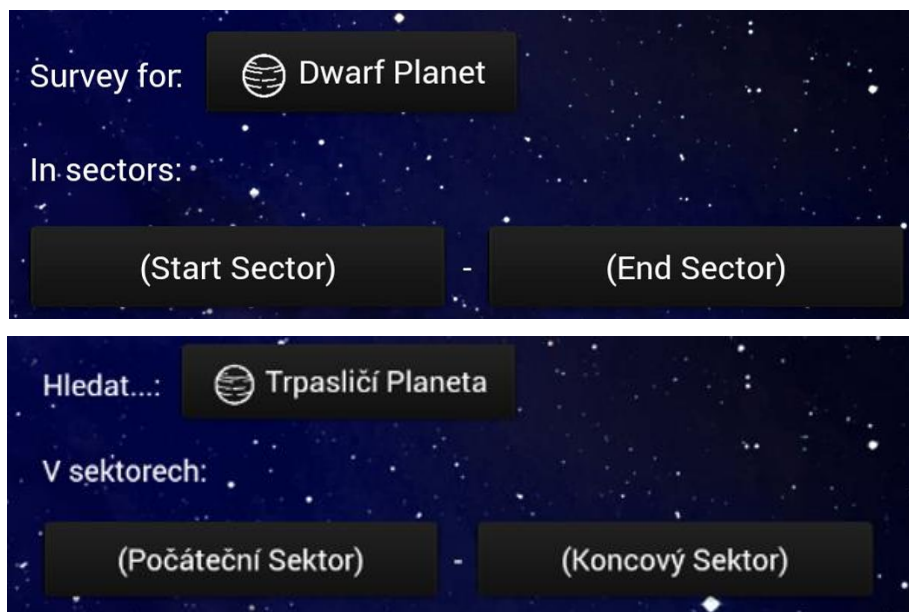 Survey for: Dwarf Planet
In sectors:
(Start Sector) - (End Sector)
Hledat...: Trpasličí Planeta
V sektorech:
(Počáteční Sektor) - (Koncový Sektor)